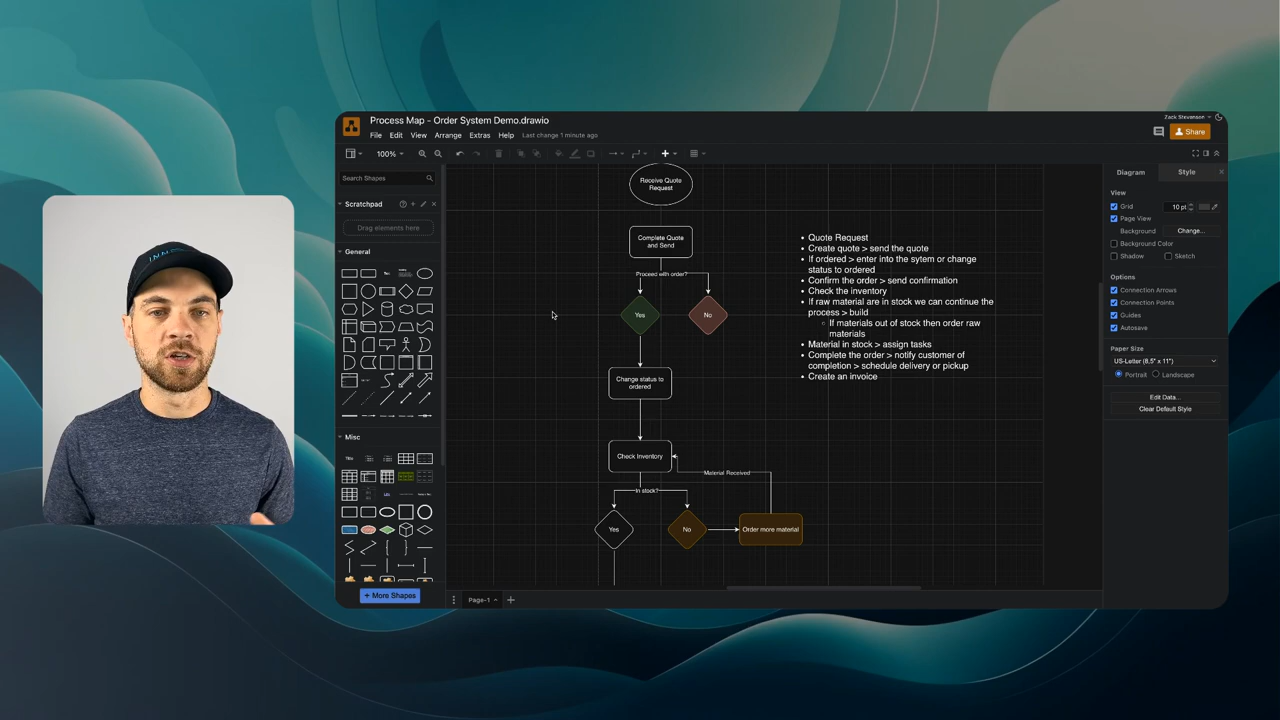 Process Map - Order System Demo.drawio
Zack Stevenson
File Edit View Arrange Extras Help Last change 1 minute ago
Share
100%
Search Shapes
Scratchpad
Drag elements here
General
Misc
+ More Shapes
Page-1
Receive Quote
Request
Complete Quote
and Send
Proceed with order?
Yes
No
Change status to
ordered
Check Inventory
Material Received
In stock?
Yes
No
Order more material
• Quote Request
• Create quote > send the quote
• If ordered > enter into the sytem or change
status to ordered
• Confirm the order > send confirmation
• Check the inventory
• If raw material are in stock we can continue the
process > build
○ If materials out of stock then order raw
materials
• Material in stock > assign tasks
• Complete the order > notify customer of
completion > schedule delivery or pickup
• Create an invoice
Diagram Style
View
Grid 10 pt
Page View
Background Change...
Background Color
Shadow Sketch
Options
Connection Arrows
Connection Points
Guides
Autosave
Paper Size
US-Letter (8,5" x 11")
Portrait Landscape
Edit Data...
Clear Default Style